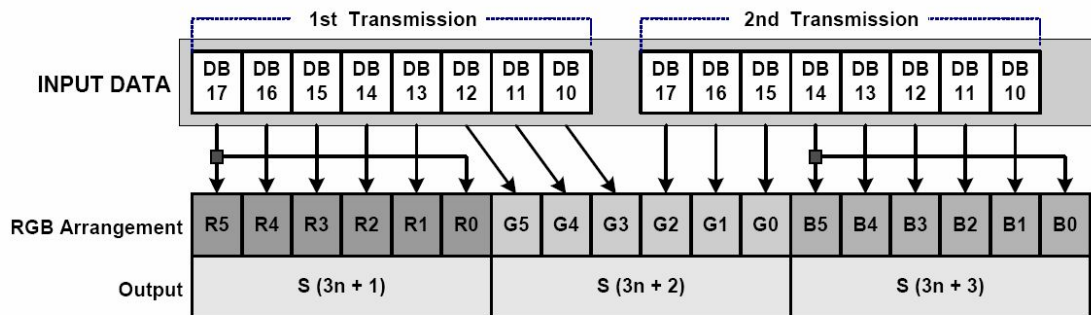 1st Transmission 2nd Transmission
INPUT DATA DB 17 DB 16 DB 15 DB 14 DB 13 DB 12 DB 11 DB 10 DB 17 DB 16 DB 15 DB 14 DB 13 DB 12 DB 11 DB 10
RGB Arrangement R5 R4 R3 R2 R1 R0 G5 G4 G3 G2 G1 G0 B5 B4 B3 B2 B1 B0
Output S (3n + 1) S (3n + 2) S (3n + 3)